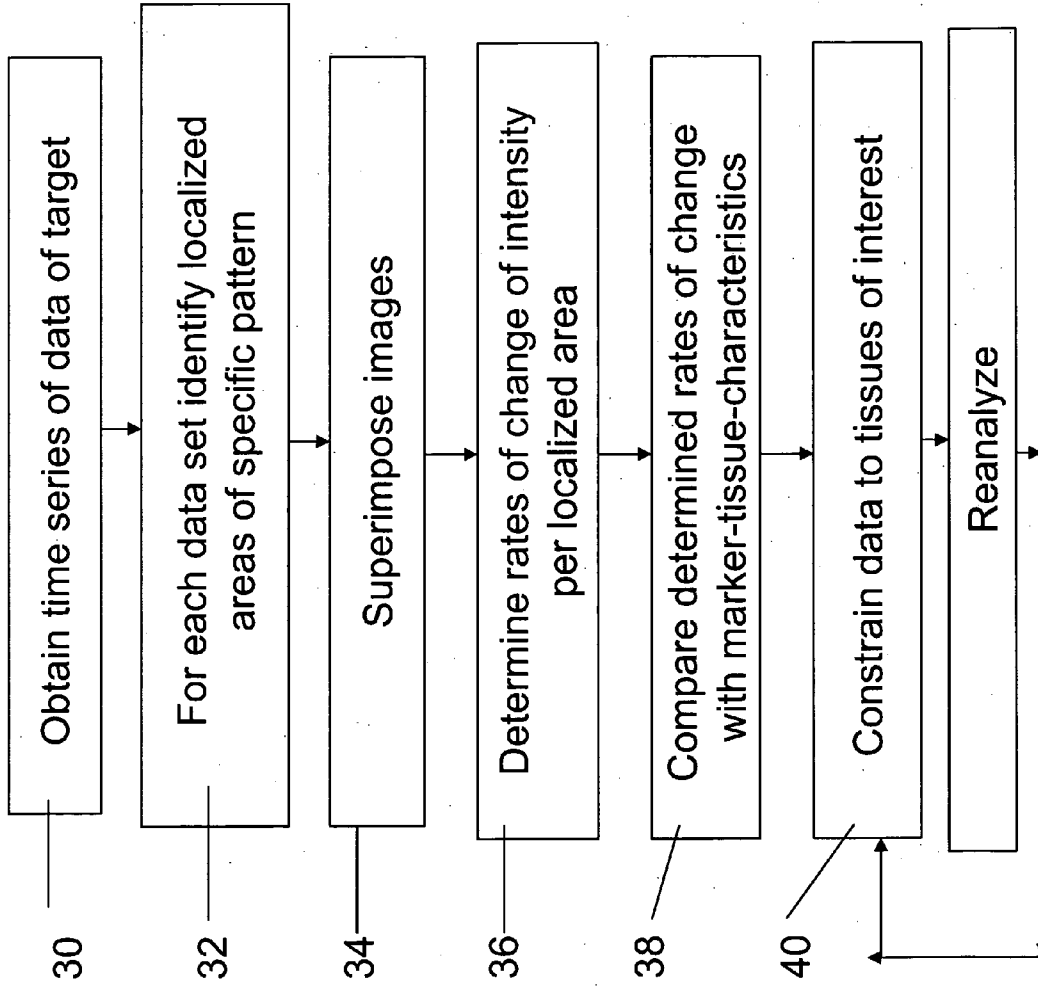 30
Obtain time series of data of target
32
For each data set identify localized
areas of specific pattern
34
Superimpose images
36
Determine rates of change of intensity
per localized area
38
Compare determined rates of change
with marker-tissue-characteristics
40
Constrain data to tissues of interest
Reanalyze